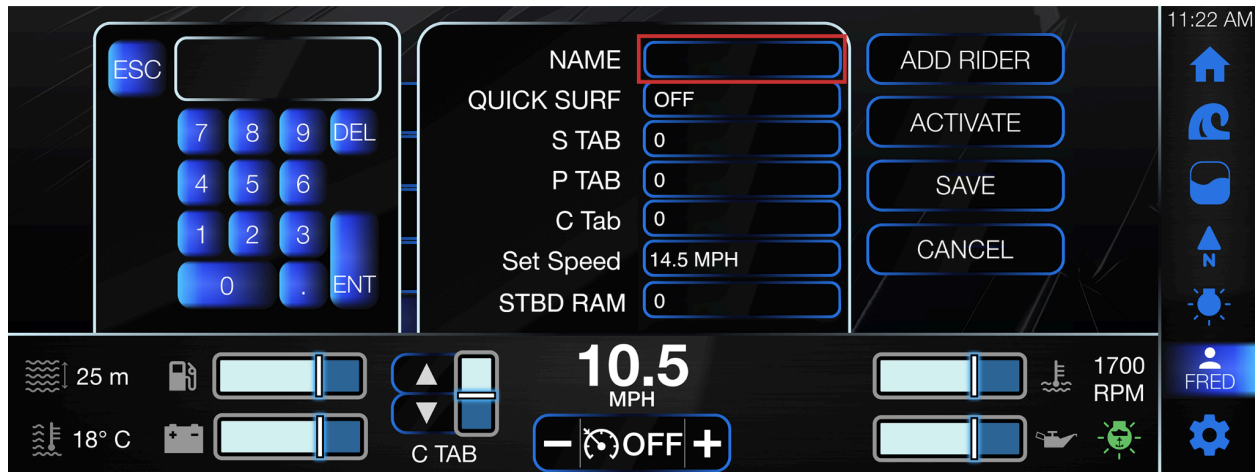 11:22 AM
ESC
7 8 9 DEL
4 5 6
1 2 3
0 . ENT
NAME
QUICK SURF OFF
S TAB 0
P TAB 0
C Tab 0
Set Speed 14.5 MPH
STBD RAM 0
ADD RIDER
ACTIVATE
SAVE
CANCEL
N
FRED
25 m
18° C
C TAB
10.5
MPH
OFF
1700
RPM